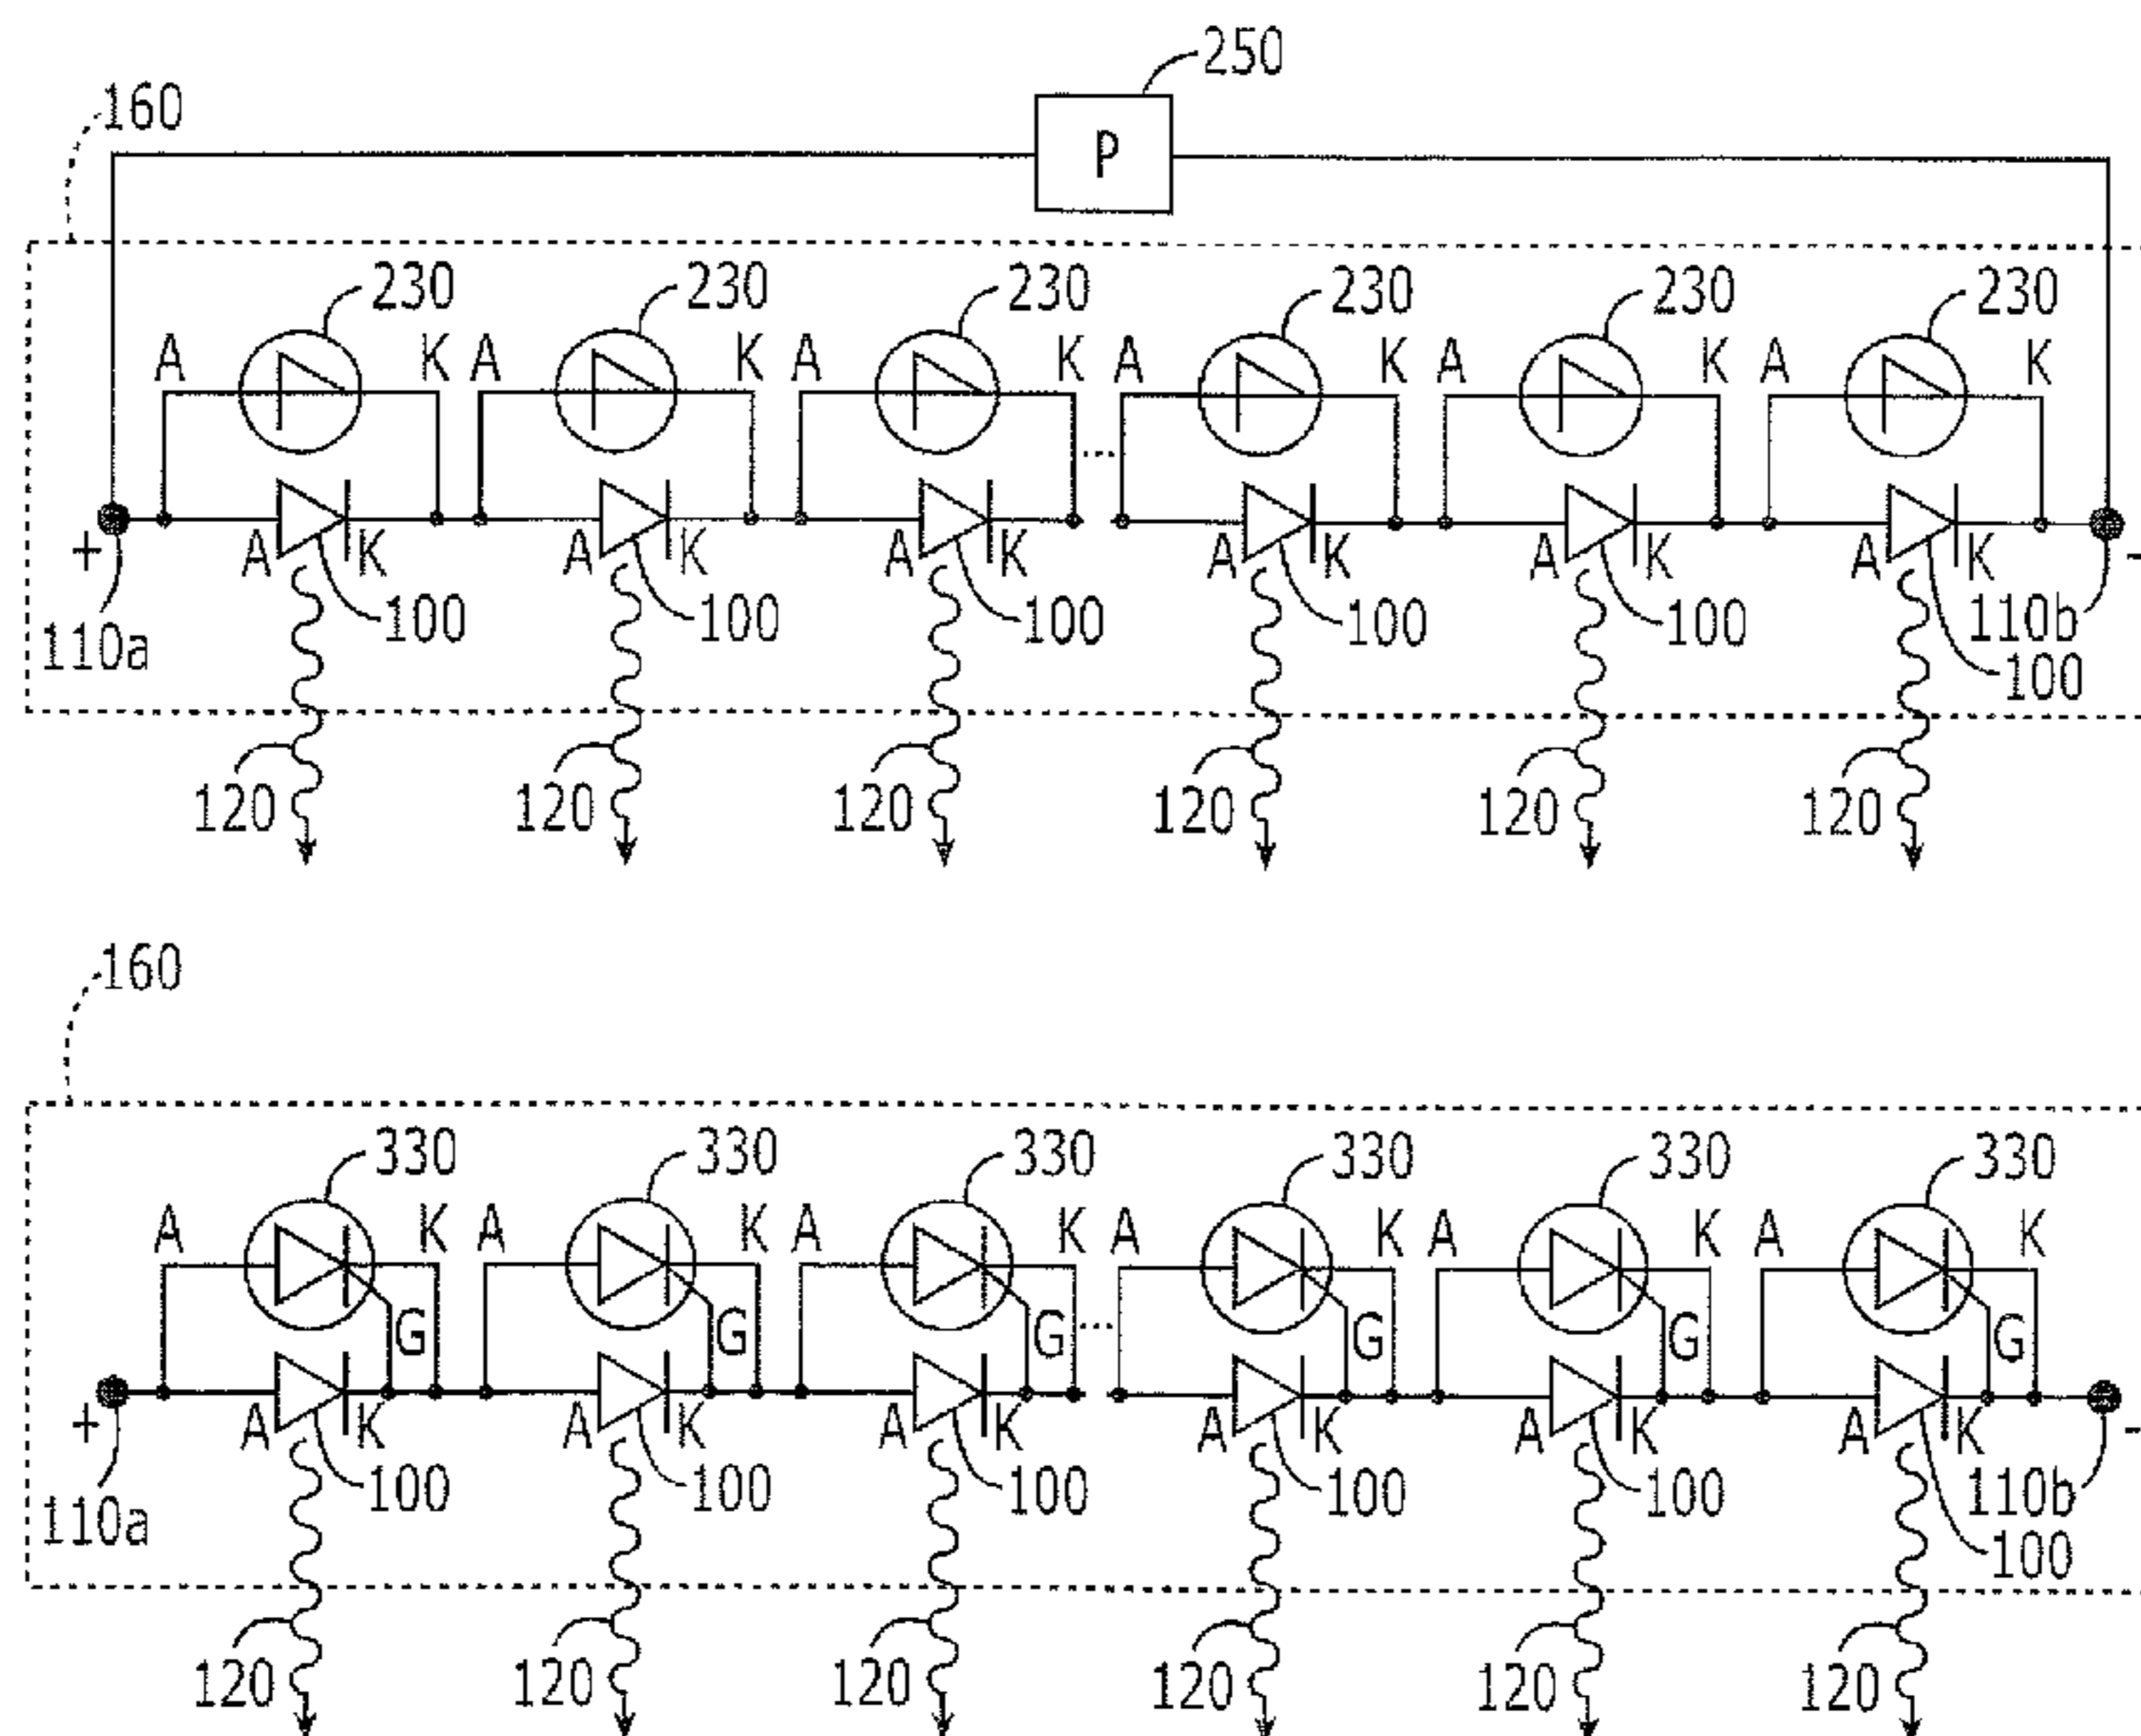 250
160
P
230 230 230 230 230 230
A K A K A K A K A K A K
+ A K A K A K A K A K A K -
110a 100 100 100 100 100 110b
100
120 120 120 120 120 120
160
330 330 330 330 330 330
A K A K A K A K A K A K
G G G G G G
+ A K A K A K A K A K A K -
110a 100 100 100 100 100 110b
100
120 120 120 120 120 120